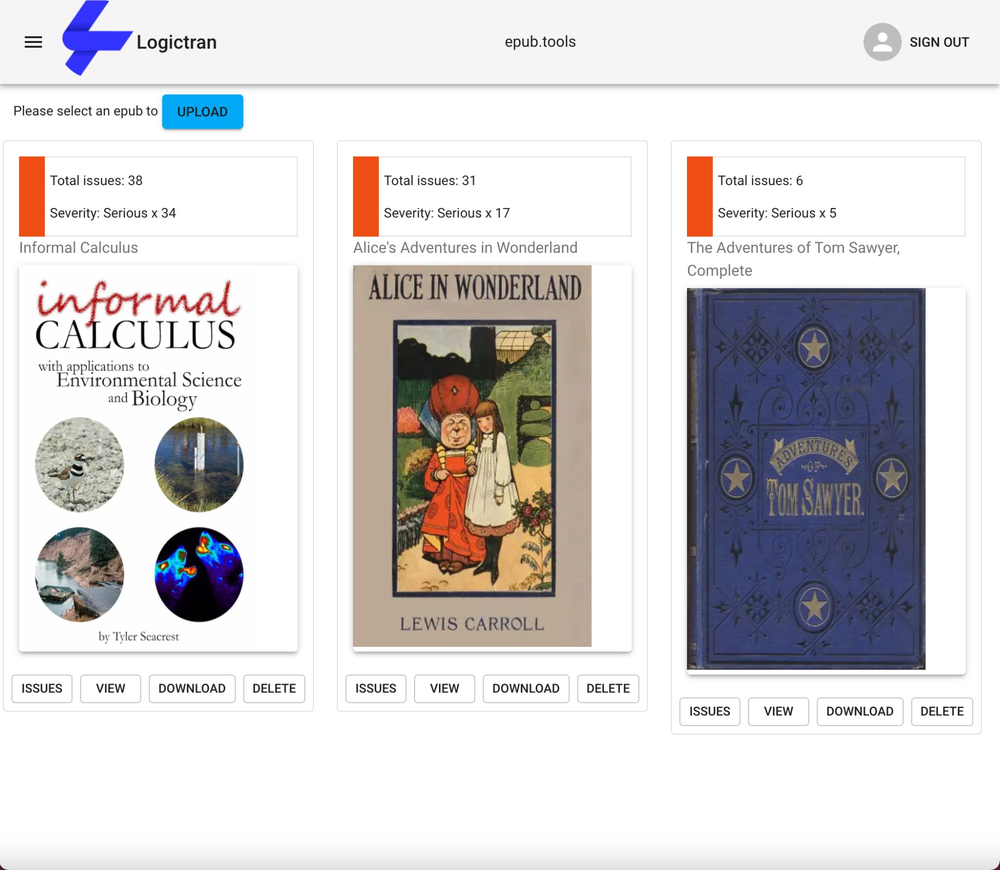 Logictran
epub.tools
SIGN OUT
Please select an epub to UPLOAD
Total issues: 38
Severity: Serious x 34
Informal Calculus
informal
CALCULUS
with applications to
Environmental Science
and Biology
by Tyler Seacrest
ISSUES VIEW DOWNLOAD DELETE
Total issues: 31
Severity: Serious x 17
Alice's Adventures in Wonderland
ALICE IN WONDERLAND
LEWIS CARROLL
ISSUES VIEW DOWNLOAD DELETE
Total issues: 6
Severity: Serious x 5
The Adventures of Tom Sawyer,
Complete
ADVENTURES
OF
TOM SAWYER.
ISSUES VIEW DOWNLOAD DELETE